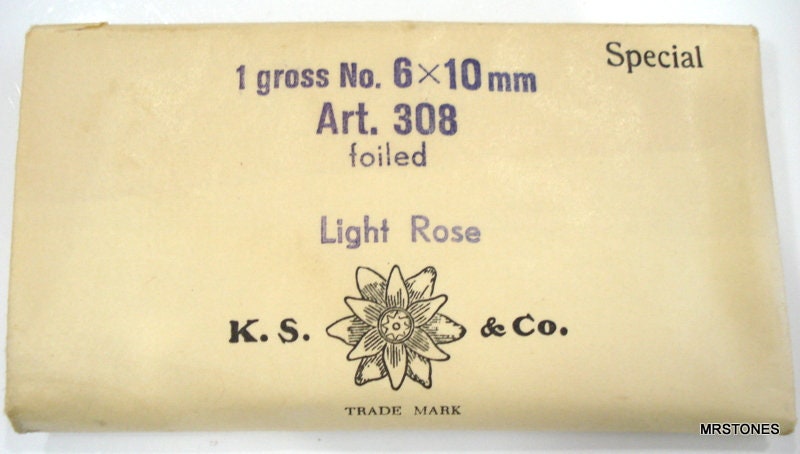 Special
1 gross No. 6×10 mm
Art. 308
foiled
Light Rose
K. S. & Co.
TRADE MARK
MRSTONES